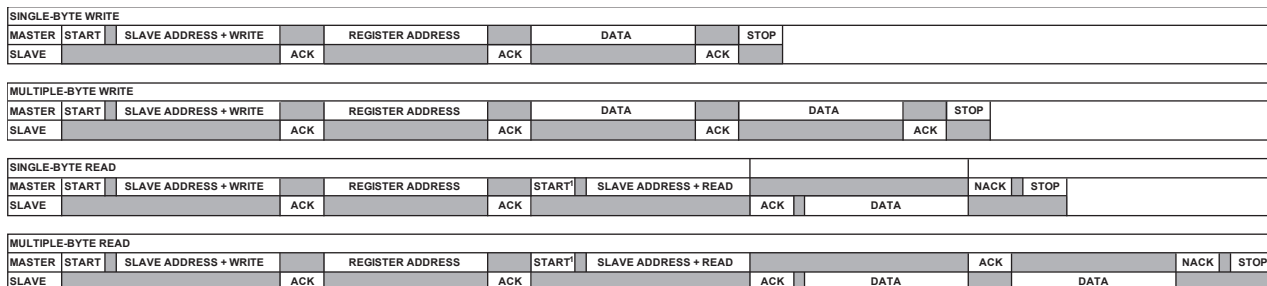 SINGLE-BYTE WRITE
MASTER START SLAVE ADDRESS + WRITE REGISTER ADDRESS DATA STOP
SLAVE ACK ACK ACK
MULTIPLE-BYTE WRITE
MASTER START SLAVE ADDRESS + WRITE REGISTER ADDRESS DATA DATA STOP
SLAVE ACK ACK ACK ACK
SINGLE-BYTE READ
MASTER START SLAVE ADDRESS + WRITE REGISTER ADDRESS START¹ SLAVE ADDRESS + READ NACK STOP
SLAVE ACK ACK ACK DATA
MULTIPLE-BYTE READ
MASTER START SLAVE ADDRESS + WRITE REGISTER ADDRESS START¹ SLAVE ADDRESS + READ ACK NACK STOP
SLAVE ACK ACK ACK DATA DATA